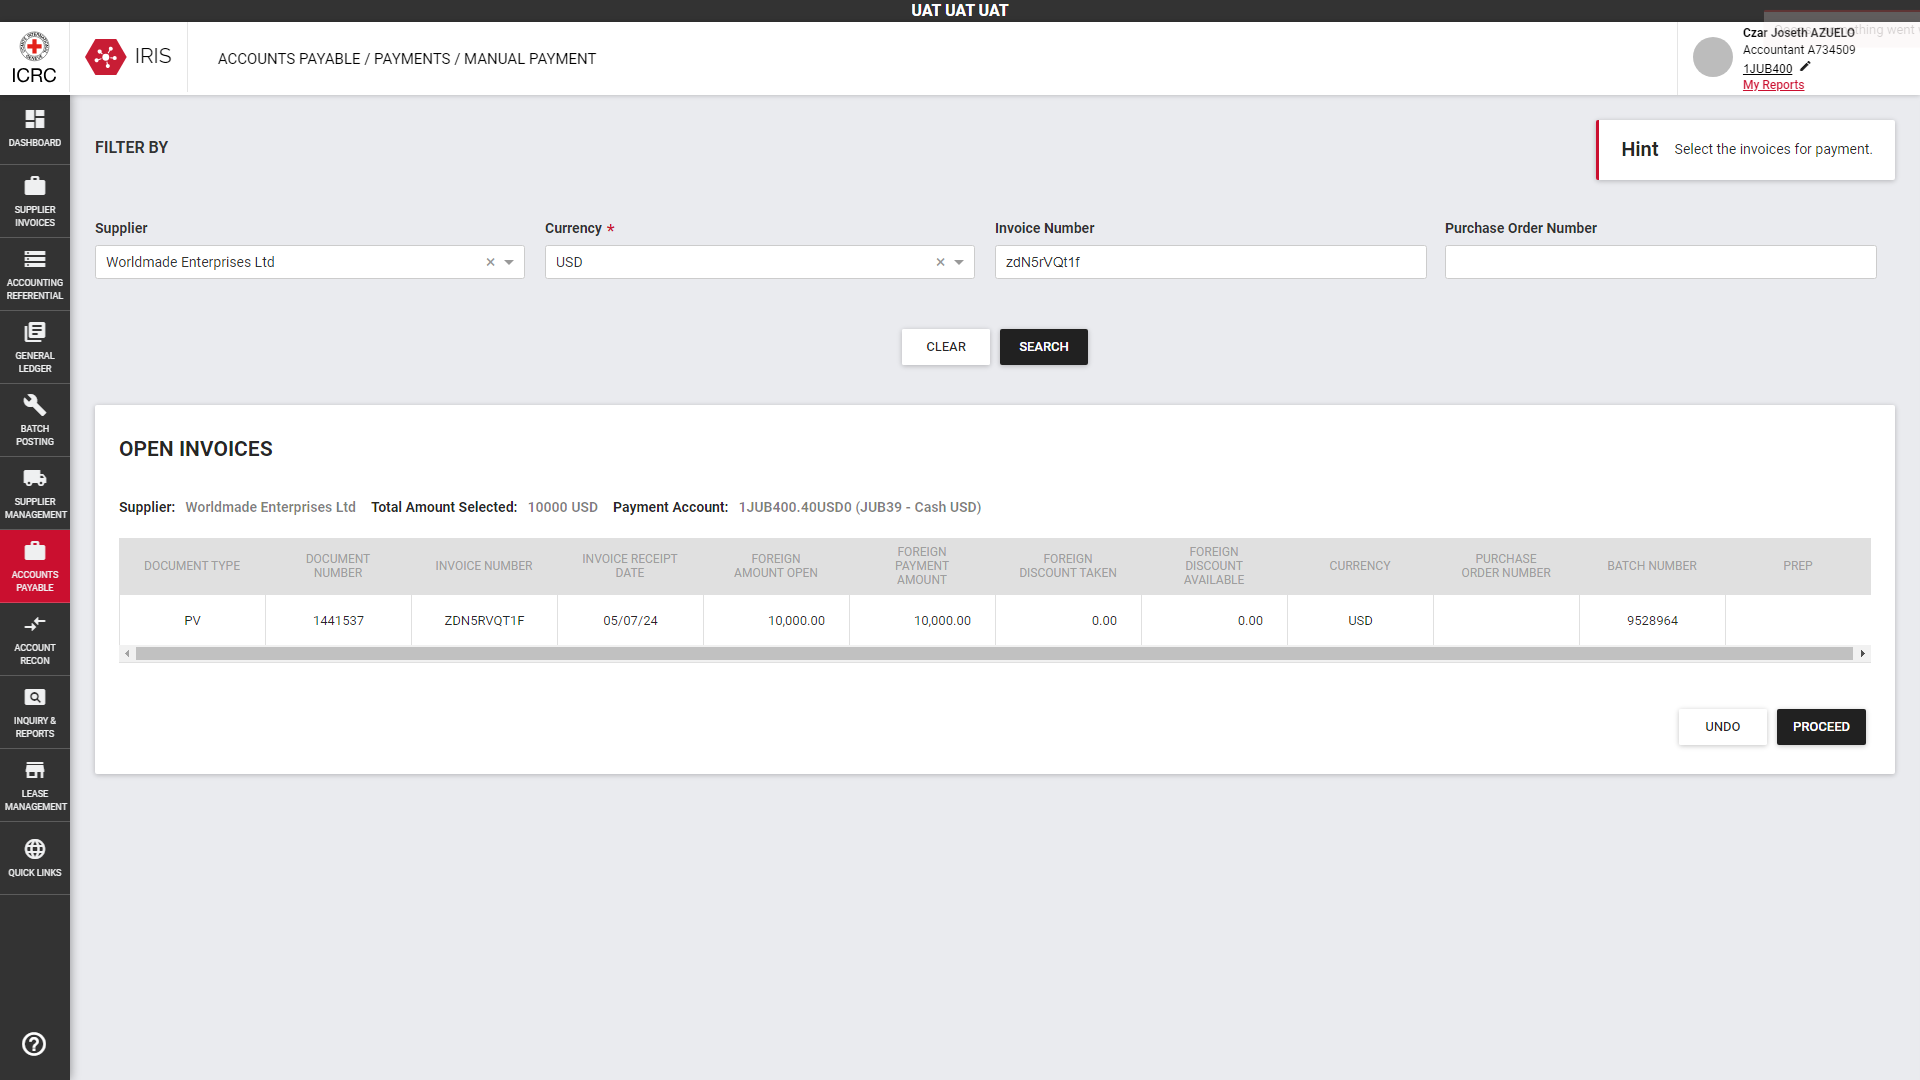 UAT UAT UAT
ICRC
IRIS
ACCOUNTS PAYABLE / PAYMENTS / MANUAL PAYMENT
Czar Joseth AZUELO
Accountant A734509
1JUB400
My Reports
DASHBOARD
SUPPLIER
INVOICES
ACCOUNTING
REFERENTIAL
GENERAL
LEDGER
BATCH
POSTING
SUPPLIER
MANAGEMENT
ACCOUNTS
PAYABLE
ACCOUNT
RECON
INQUIRY &
REPORTS
LEASE
MANAGEMENT
QUICK LINKS
FILTER BY
Hint Select the invoices for payment.
Supplier
Worldmade Enterprises Ltd
Currency *
USD
Invoice Number
zdN5rVQt1f
Purchase Order Number
CLEAR
SEARCH
OPEN INVOICES
Supplier: Worldmade Enterprises Ltd Total Amount Selected: 10000 USD Payment Account: 1JUB400.40USD0 (JUB39 - Cash USD)
DOCUMENT TYPE
DOCUMENT
NUMBER
INVOICE NUMBER
INVOICE RECEIPT
DATE
FOREIGN
AMOUNT OPEN
FOREIGN
PAYMENT
AMOUNT
FOREIGN
DISCOUNT TAKEN
FOREIGN
DISCOUNT
AVAILABLE
CURRENCY
PURCHASE
ORDER NUMBER
BATCH NUMBER
PREP
PV 1441537 ZDN5RVQT1F 05/07/24 10,000.00 10,000.00 0.00 0.00 USD 9528964
UNDO
PROCEED